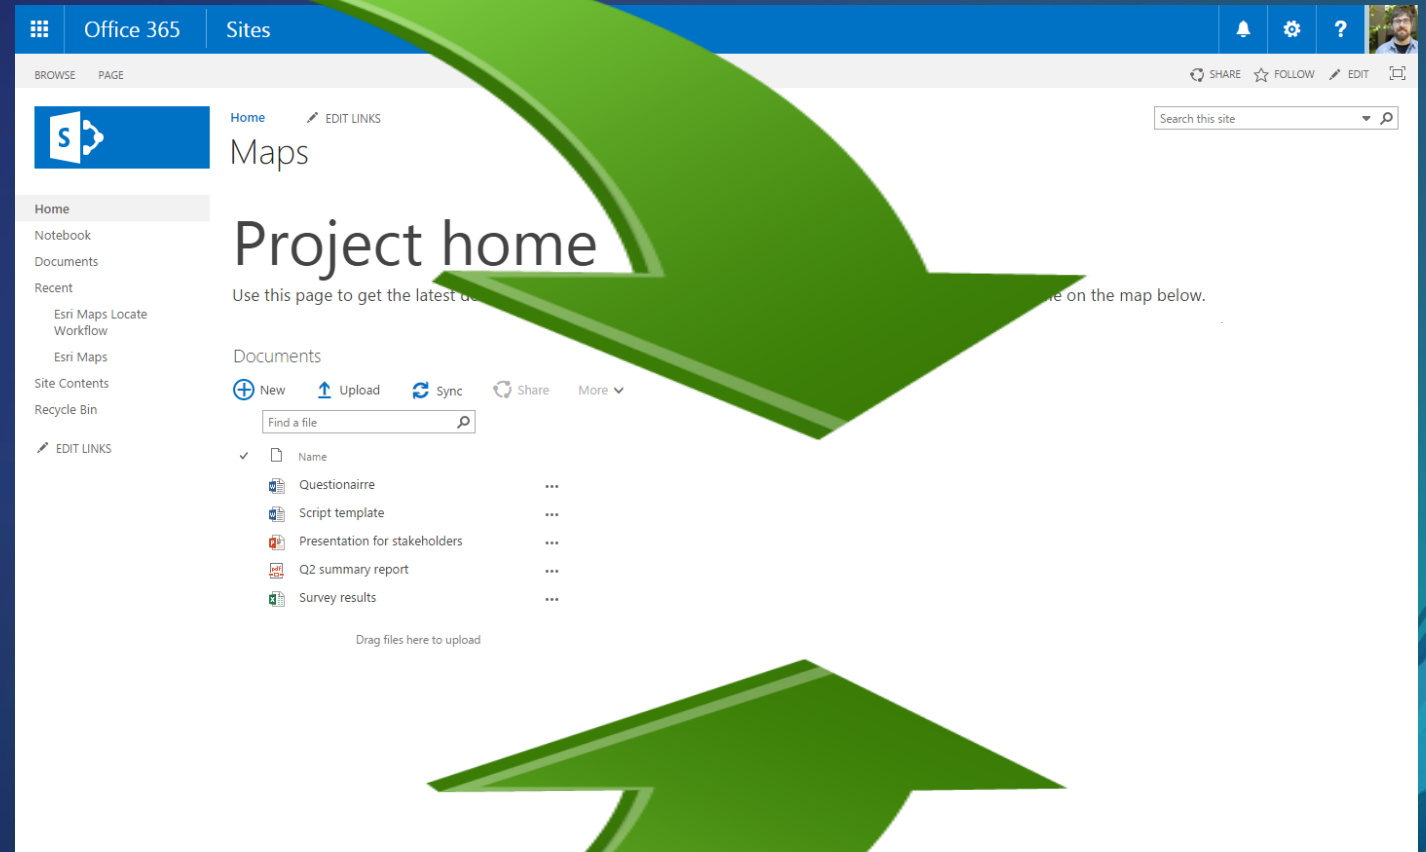 Office 365
Sites
BROWSE PAGE
SHARE FOLLOW EDIT
S
Home EDIT LINKS
Search this site
Maps
Home
Notebook
Documents
Recent
Esri Maps Locate
Workflow
Esri Maps
Site Contents
Recycle Bin
EDIT LINKS
Project home
Use this page to get the latest on the map below.
Documents
New Upload Sync Share More
Find a file
Name
Questionairre
Script template
Presentation for stakeholders
Q2 summary report
Survey results
Drag files here to upload